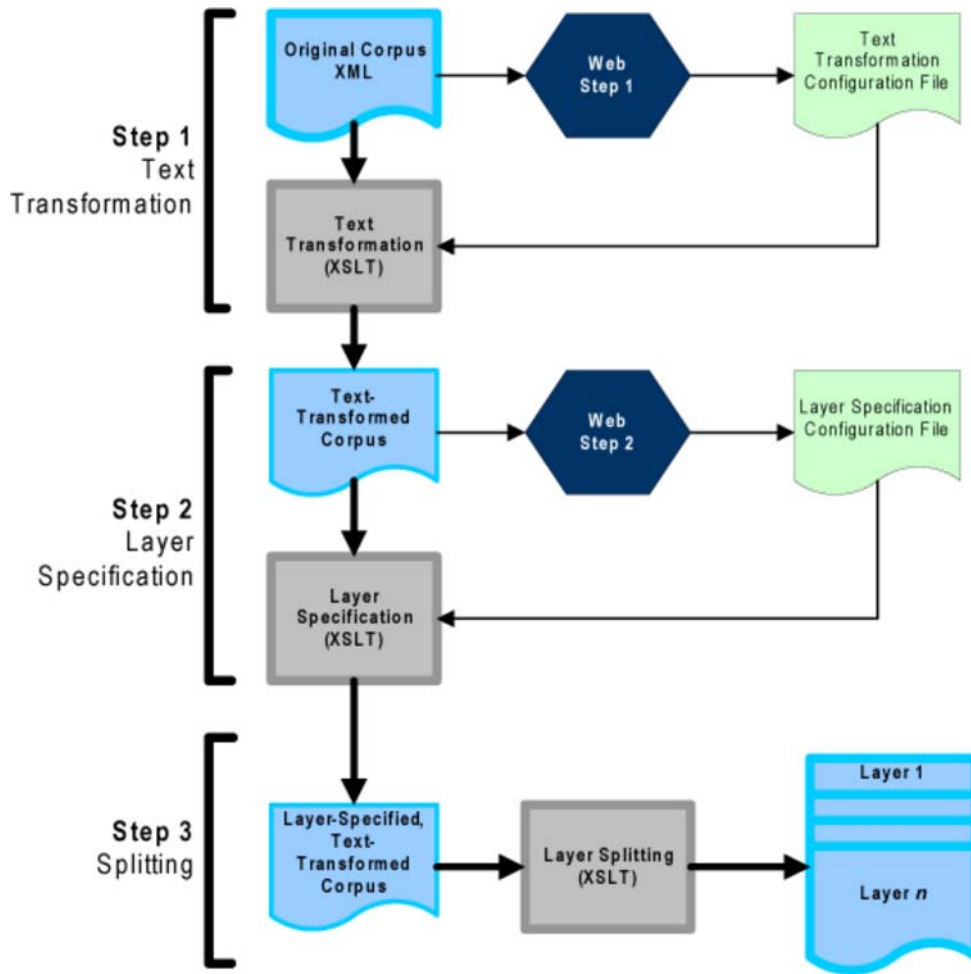 Original Corpus
XML
Web
Step 1
Text
Transformation
Configuration File
Step 1
Text
Transformation
Text
Transformation
(XSLT)
Text-
Transformed
Corpus
Web
Step 2
Layer Specification
Configuration File
Step 2
Layer
Specification
Layer
Specification
(XSLT)
Step 3
Splitting
Layer-Specified,
Text-
Transformed
Corpus
Layer Splitting
(XSLT)
Layer 1
Layer n